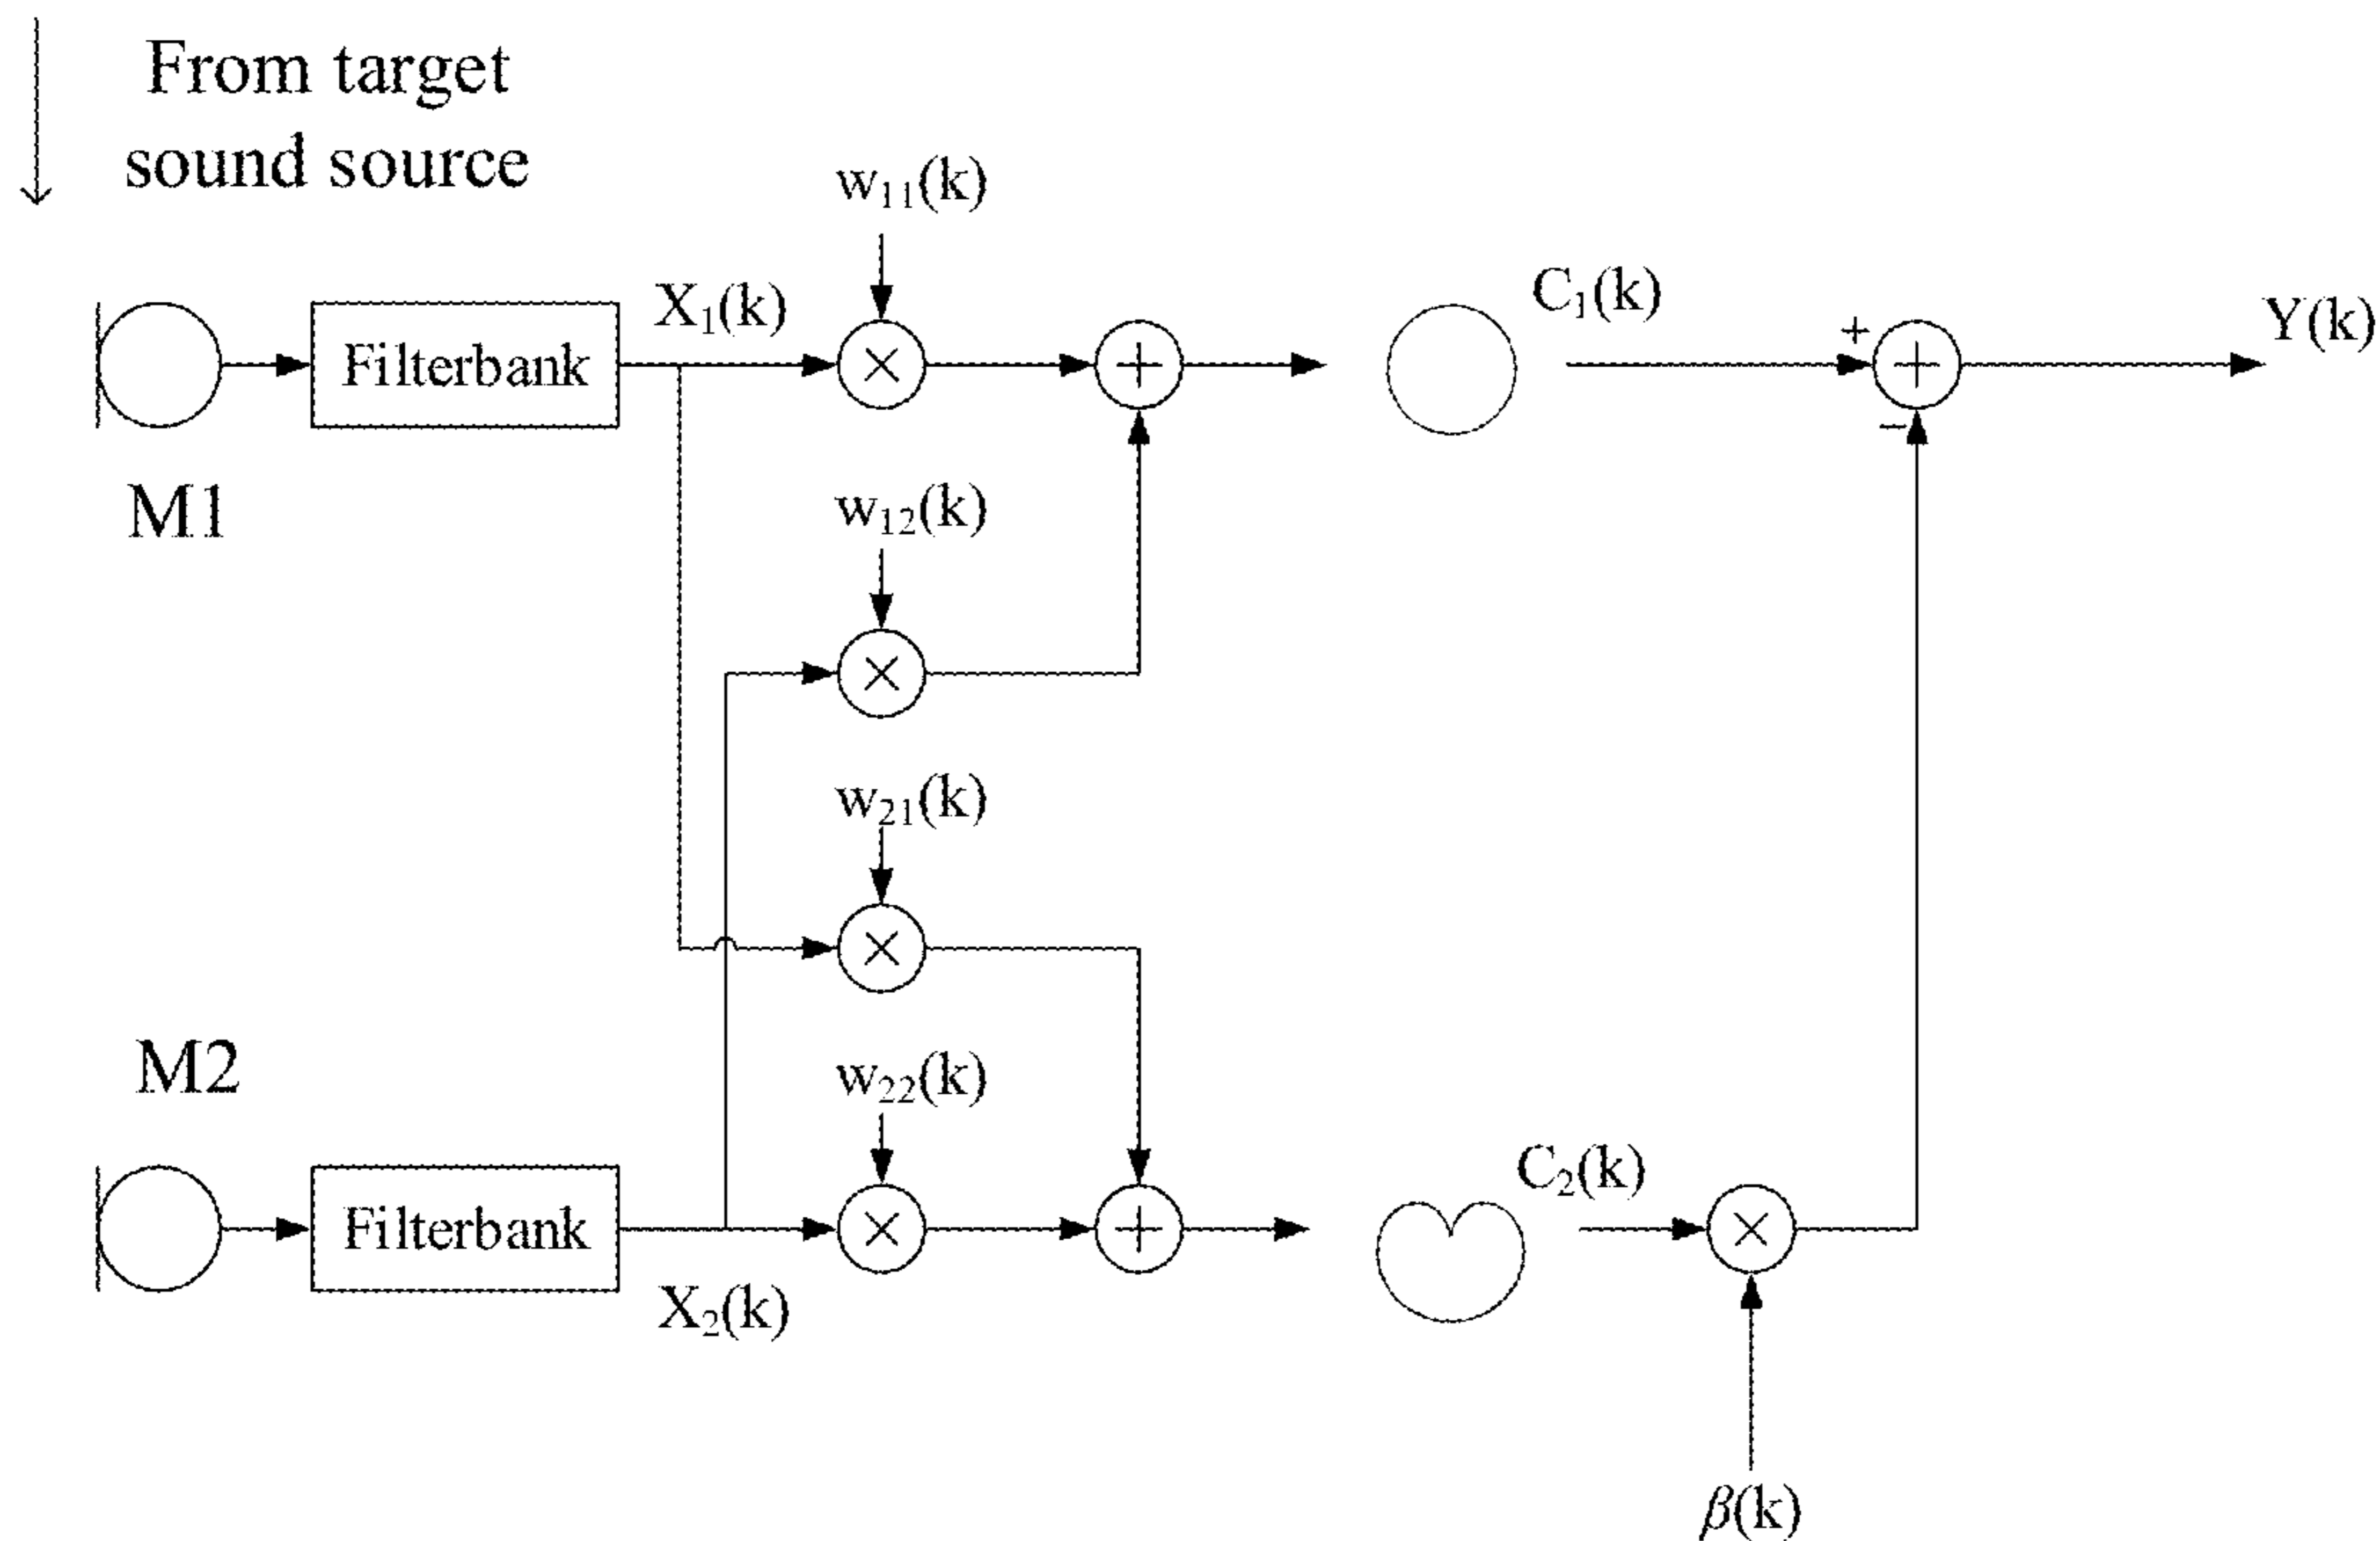 From target
sound source
w₁₁(k)
X₁(k)
C₁(k)
+
Y(k)
Filterbank
×
+
+
−
M1
w₁₂(k)
×
w₂₁(k)
×
M2
w₂₂(k)
C₂(k)
Filterbank
×
+
×
X₂(k)
β(k)